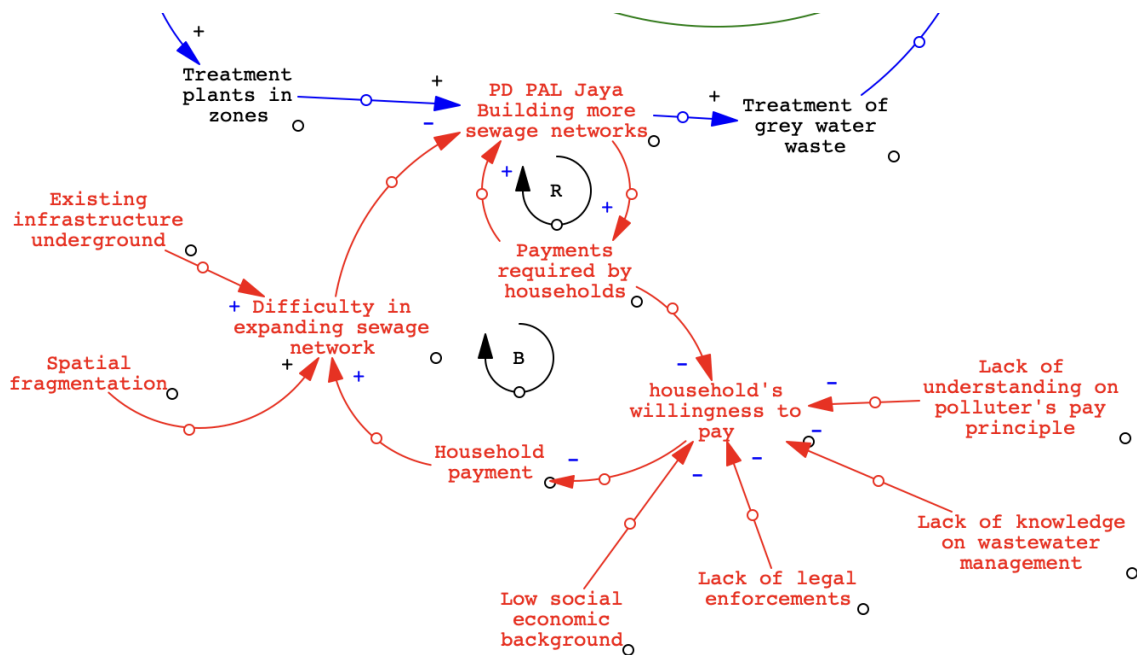 +
Treatment
plants in
zones
+
–
PD PAL Jaya
Building more
sewage networks
+
Treatment of
grey water
waste
Existing
infrastructure
underground
+
R
+
Payments
required by
households
+
Difficulty in
expanding sewage
network
+
+
B
Spatial
fragmentation
–
household's
willingness to
pay
–
–
Lack of
understanding on
polluter's pay
principle
Household
payment
–
–
–
Lack of knowledge
on wastewater
management
Lack of legal
enforcements
Low social
economic
background